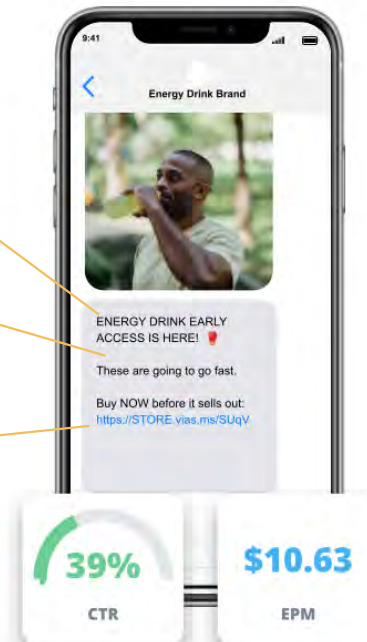 9:41
Energy Drink Brand
ENERGY DRINK EARLY
ACCESS IS HERE! 🥊
These are going to go fast.
Buy NOW before it sells out:
https://STORE.vias.ms/SUqV
39%
CTR
$10.63
EPM